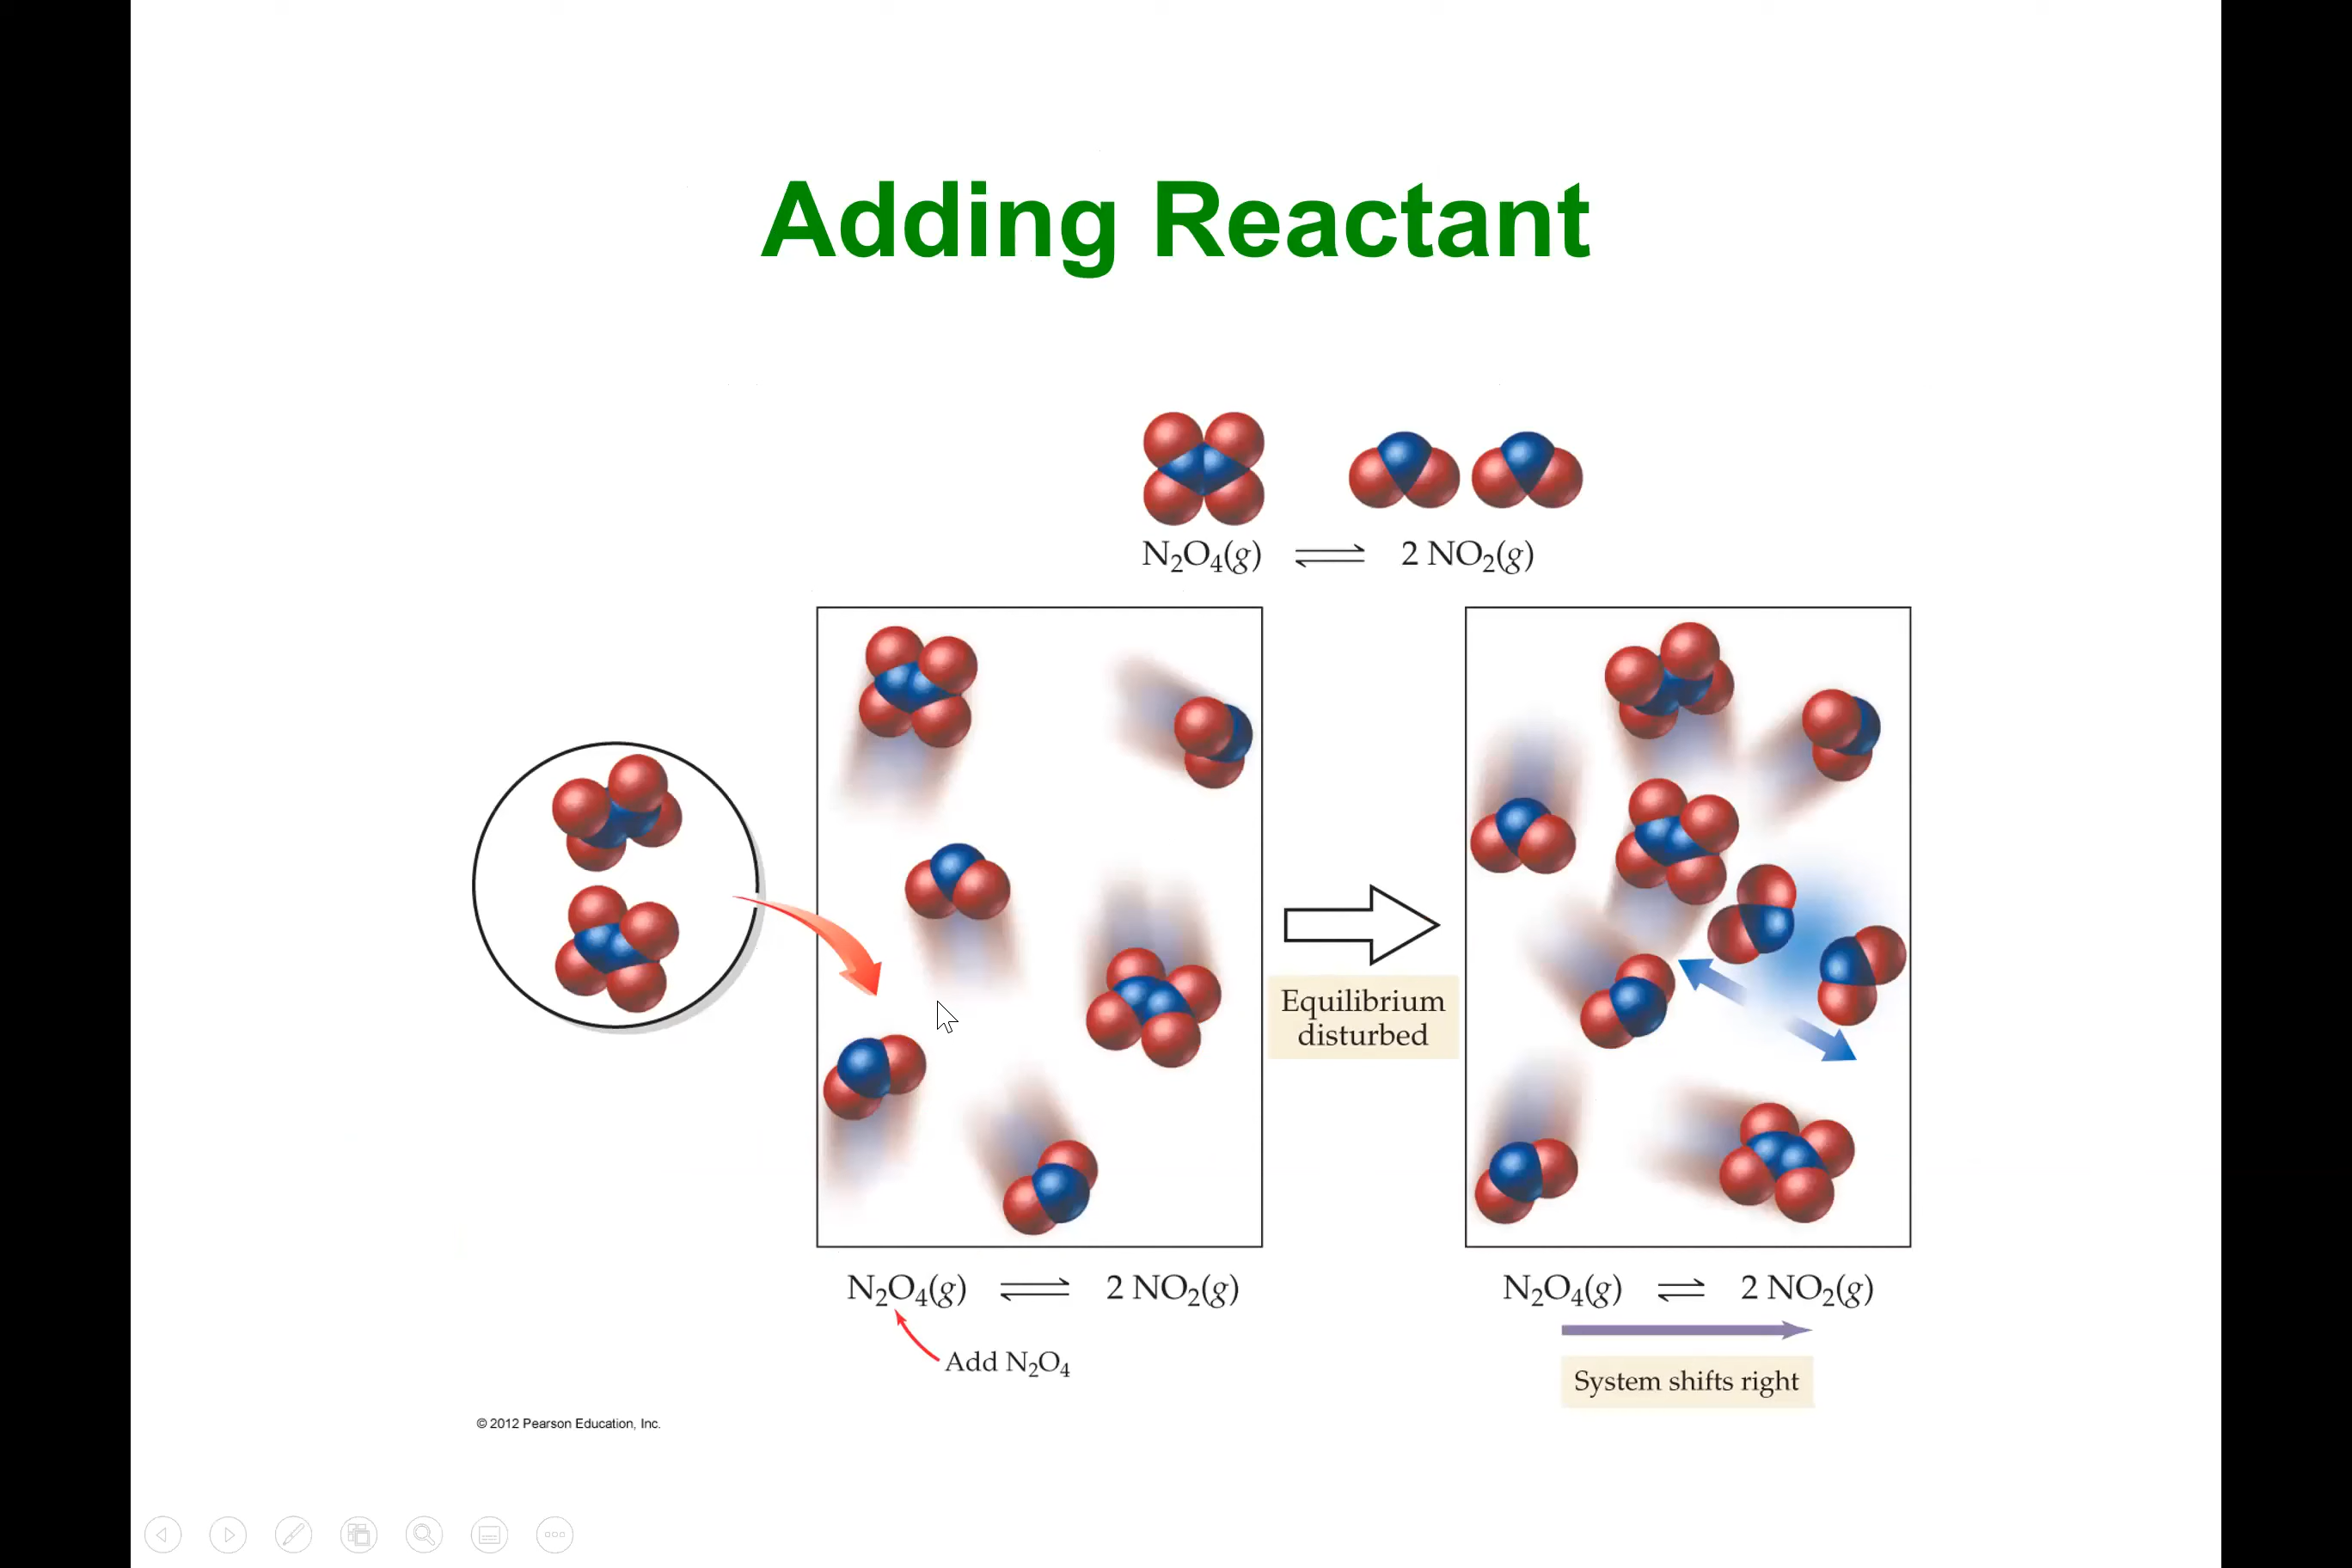 Adding Reactant
N₂O₄(g) ⇌ 2 NO₂(g)
Equilibrium
disturbed
N₂O₄(g) ⇌ 2 NO₂(g)
Add N₂O₄
N₂O₄(g) ⇌ 2 NO₂(g)
System shifts right
© 2012 Pearson Education, Inc.